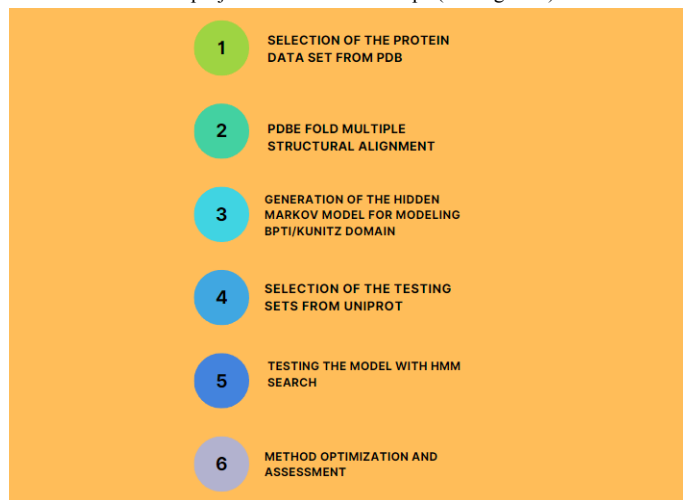 1
SELECTION OF THE PROTEIN
DATA SET FROM PDB
2
PDBE FOLD MULTIPLE
STRUCTURAL ALIGNMENT
3
GENERATION OF THE HIDDEN
MARKOV MODEL FOR MODELING
BPTI/KUNITZ DOMAIN
4
SELECTION OF THE TESTING
SETS FROM UNIPROT
5
TESTING THE MODEL WITH HMM
SEARCH
6
METHOD OPTIMIZATION AND
ASSESSMENT